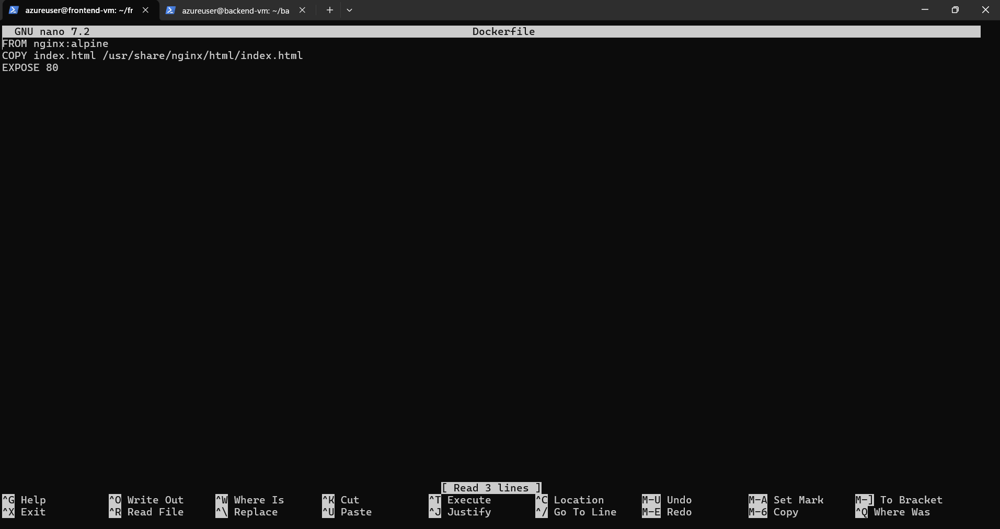 azureuser@frontend-vm: ~/fr
azureuser@backend-vm: ~/ba
GNU nano 7.2 Dockerfile
FROM nginx:alpine
COPY index.html /usr/share/nginx/html/index.html
EXPOSE 80
[ Read 3 lines ]
^G Help ^O Write Out ^W Where Is ^K Cut ^T Execute ^C Location M-U Undo M-A Set Mark M-] To Bracket
^X Exit ^R Read File ^\ Replace ^U Paste ^J Justify ^/ Go To Line M-E Redo M-6 Copy ^Q Where Was